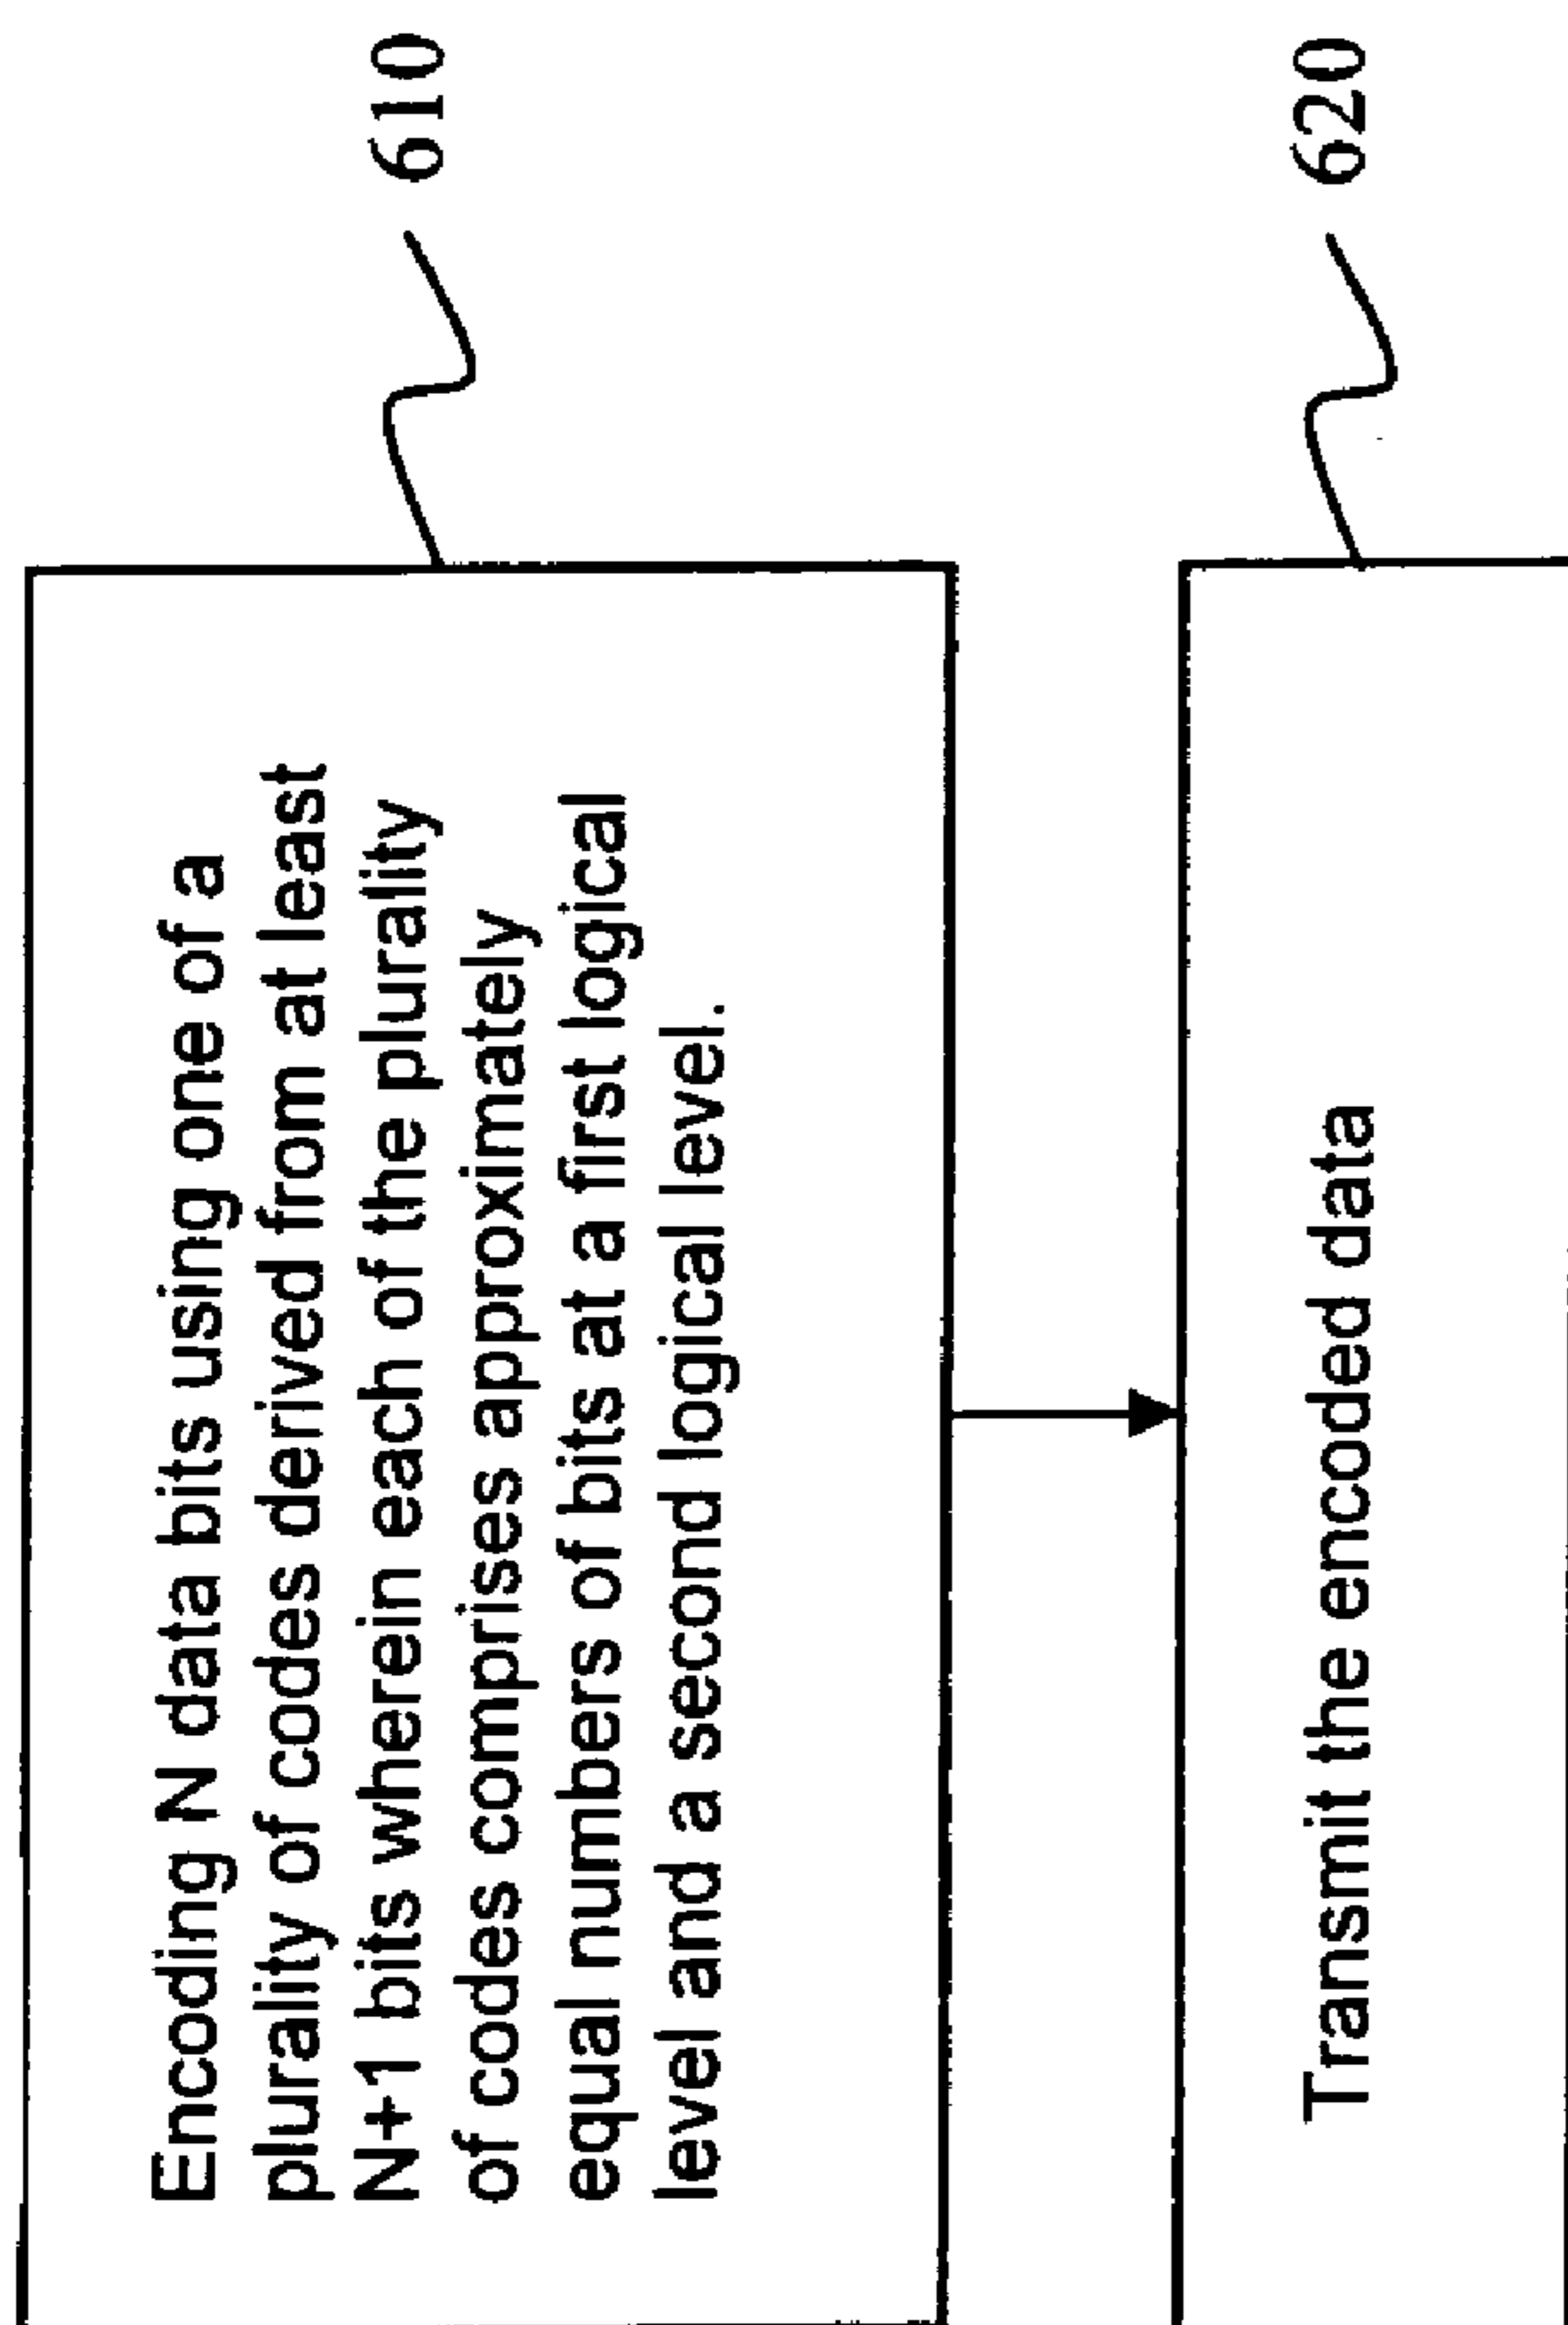 Encoding N data bits using one of a
plurality of codes derived from at least
N+1 bits wherein each of the plurality
of codes comprises approximately
equal numbers of bits at a first logical
level and a second logical level.
610
Transmit the encoded data
620